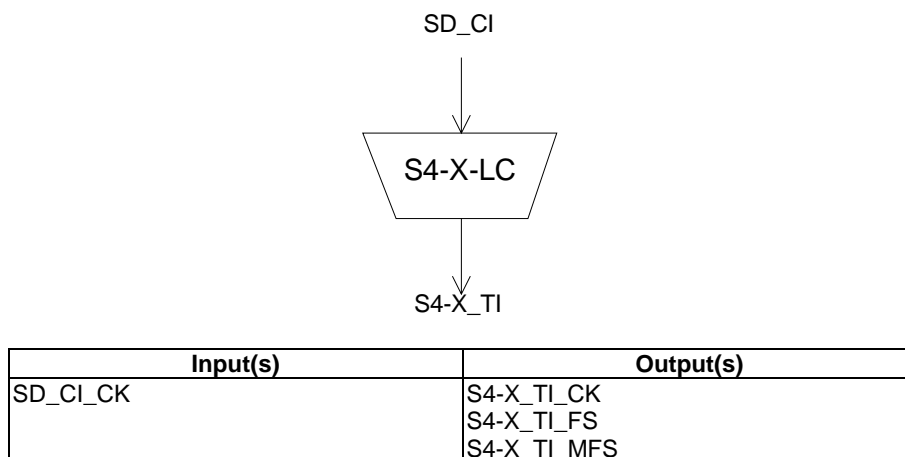 SD_CI
S4-X-LC
S4-X_TI
Input(s) Output(s)
SD_CI_CK S4-X_TI_CK
S4-X_TI_FS
S4-X_TI_MFS